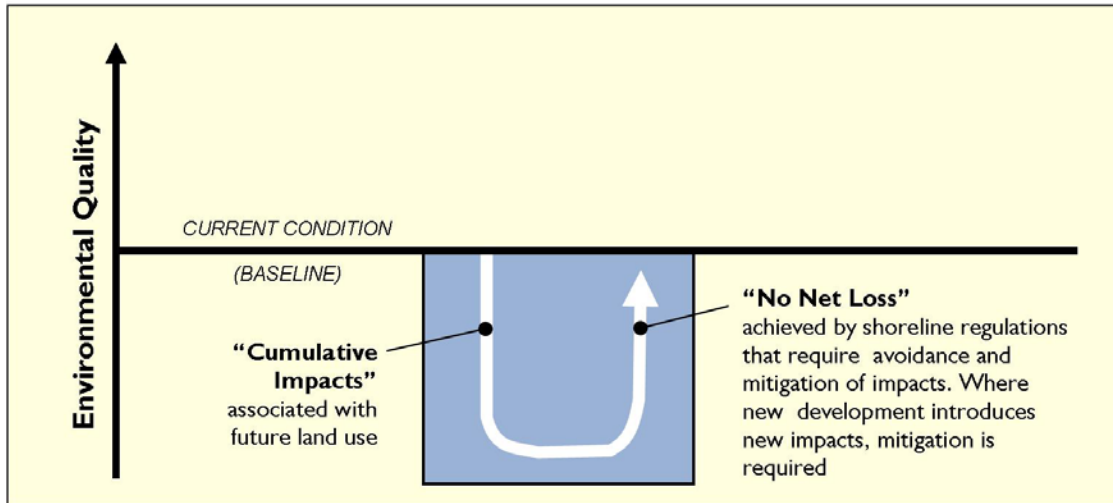 Environmental Quality
CURRENT CONDITION
(BASELINE)
“Cumulative
Impacts”
associated with
future land use
“No Net Loss”
achieved by shoreline regulations
that require avoidance and
mitigation of impacts. Where
new development introduces
new impacts, mitigation is
required